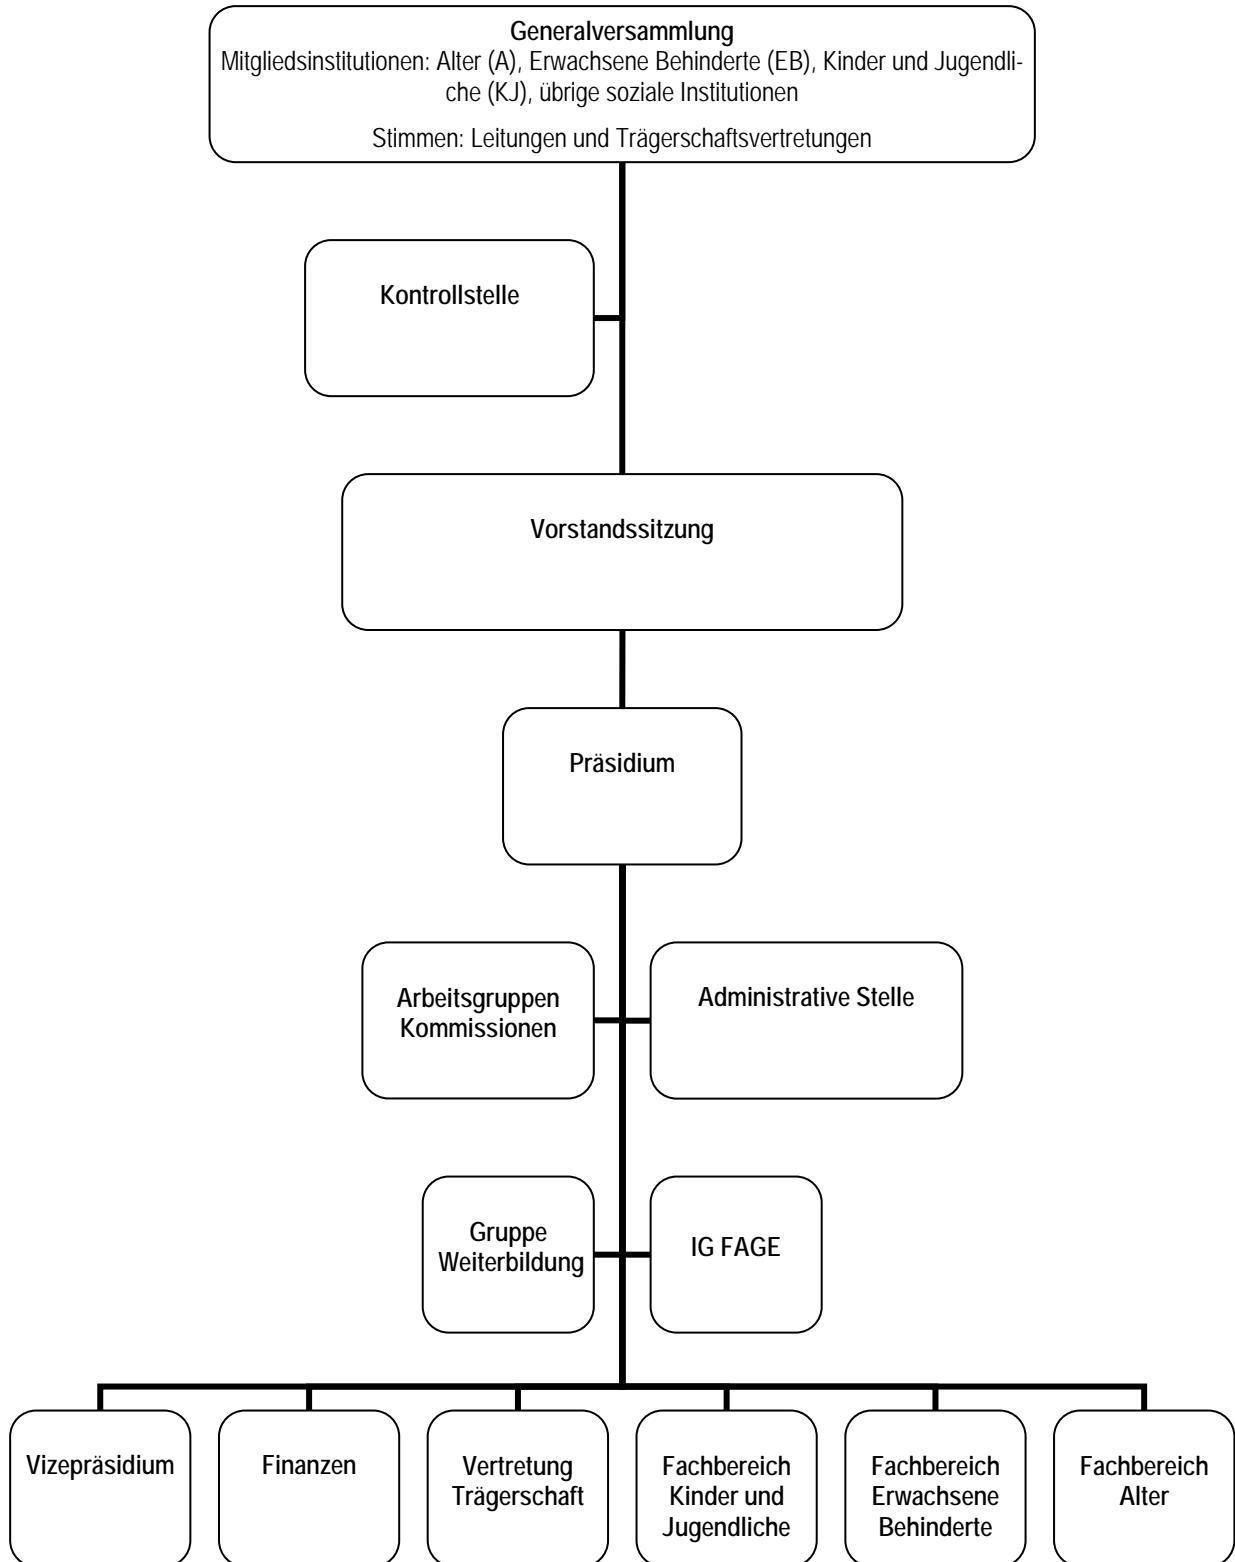 Generalversammlung
Mitgliedsinstitutionen: Alter (A), Erwachsene Behinderte (EB), Kinder und Jugendli-
che (KJ), übrige soziale Institutionen
Stimmen: Leitungen und Trägerschaftsvertretungen
Kontrollstelle
Vorstandssitzung
Präsidium
Arbeitsgruppen
Kommissionen
Administrative Stelle
Gruppe
Weiterbildung
IG FAGE
Vizepräsidium
Finanzen
Vertretung
Trägerschaft
Fachbereich
Kinder und
Jugendliche
Fachbereich
Erwachsene
Behinderte
Fachbereich
Alter